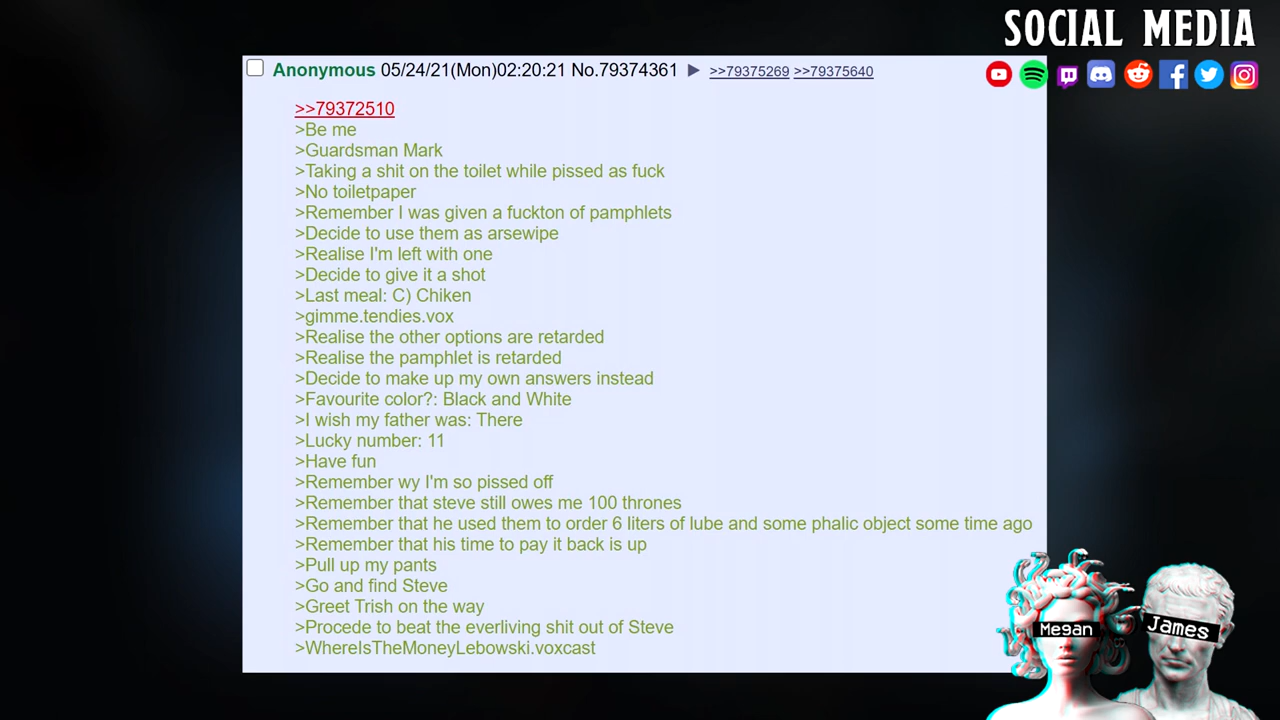 SOCIAL MEDIA
Anonymous 05/24/21(Mon)02:20:21 No.79374361 ▶ >>79375269 >>79375640
>>79372510
>Be me
>Guardsman Mark
>Taking a shit on the toilet while pissed as fuck
>No toiletpaper
>Remember I was given a fuckton of pamphlets
>Decide to use them as arsewipe
>Realise I'm left with one
>Decide to give it a shot
>Last meal: C) Chiken
>gimme.tendies.vox
>Realise the other options are retarded
>Realise the pamphlet is retarded
>Decide to make up my own answers instead
>Favourite color?: Black and White
>I wish my father was: There
>Lucky number: 11
>Have fun
>Remember wy I'm so pissed off
>Remember that steve still owes me 100 thrones
>Remember that he used them to order 6 liters of lube and some phalic object some time ago
>Remember that his time to pay it back is up
>Pull up my pants
>Go and find Steve
>Greet Trish on the way
>Procede to beat the everliving shit out of Steve
>WhereIsTheMoneyLebowski.voxcast
Megan
James